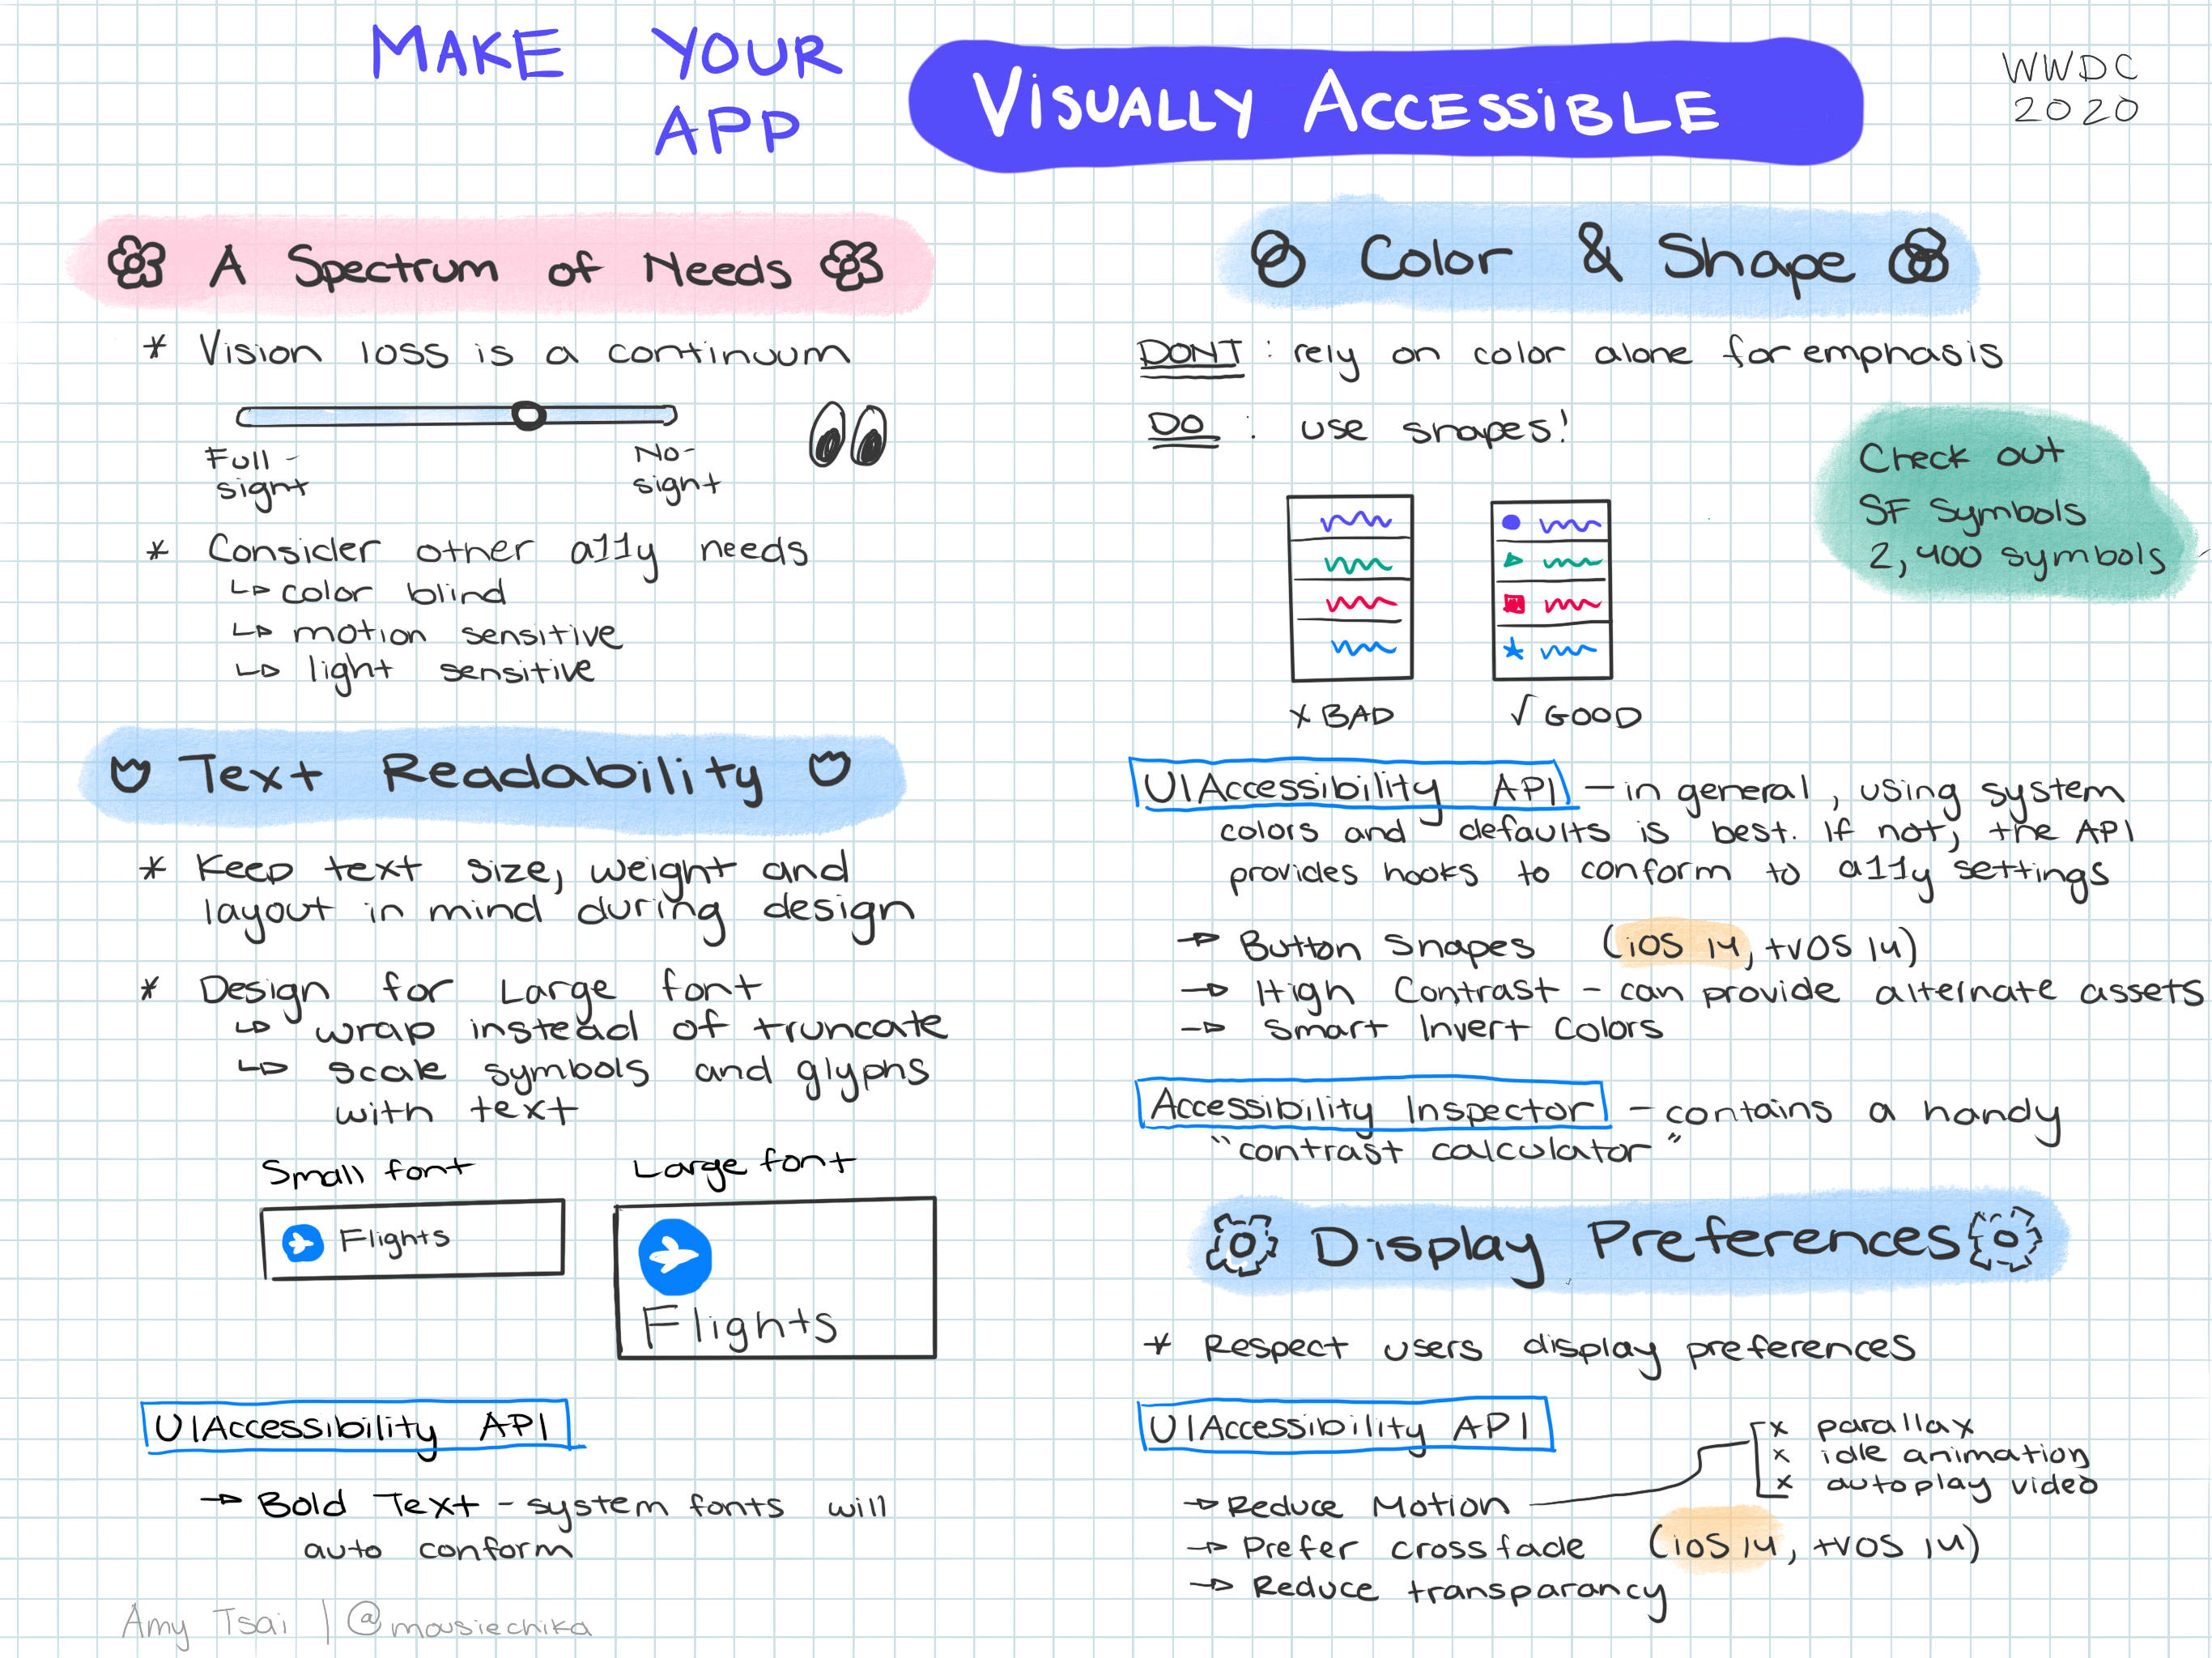 MAKE YOUR
APP
VISUALLY ACCESSIBLE
WWDC
2020
A Spectrum of Needs
* Vision loss is a continuum
Full-
sight
No-
sight
* Consider other a11y needs
color blind
motion sensitive
light sensitive
Text Readability
* Keep text size, weight and
layout in mind during design
* Design for Large font
wrap instead of truncate
scale symbols and glyphs
with text
Small font
Flights
Large font
Flights
UIAccessibility API
→ Bold Text - system fonts will
auto conform
Amy Tsai | @mousiechika
Color & Shape
DONT: rely on color alone for emphasis
DO: use shapes!
Check out
SF Symbols
2,400 symbols
x BAD
√ GOOD
UIAccessibility API - in general, using system
colors and defaults is best. If not, the API
provides hooks to conform to a11y settings
→ Button Shapes (iOS 14, tvOS 14)
→ High Contrast - can provide alternate assets
→ Smart Invert Colors
Accessibility Inspector - contains a handy
"contrast calculator"
Display Preferences
* Respect users display preferences
UIAccessibility API
→ Reduce Motion
x parallax
x idle animation
x autoplay video
→ Prefer crossfade (iOS 14, tvOS 14)
→ Reduce transparancy